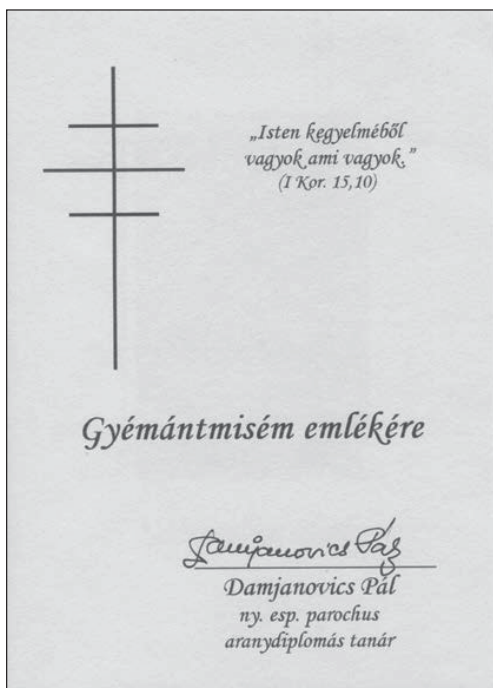 „Isten kegyelméből
vagyok ami vagyok.”
(I Kor. 15,10)
Gyémántmisém emlékére
Damjanovics Pál
Damjanovics Pál
ny. esp. parochus
aranydiplomás tanár